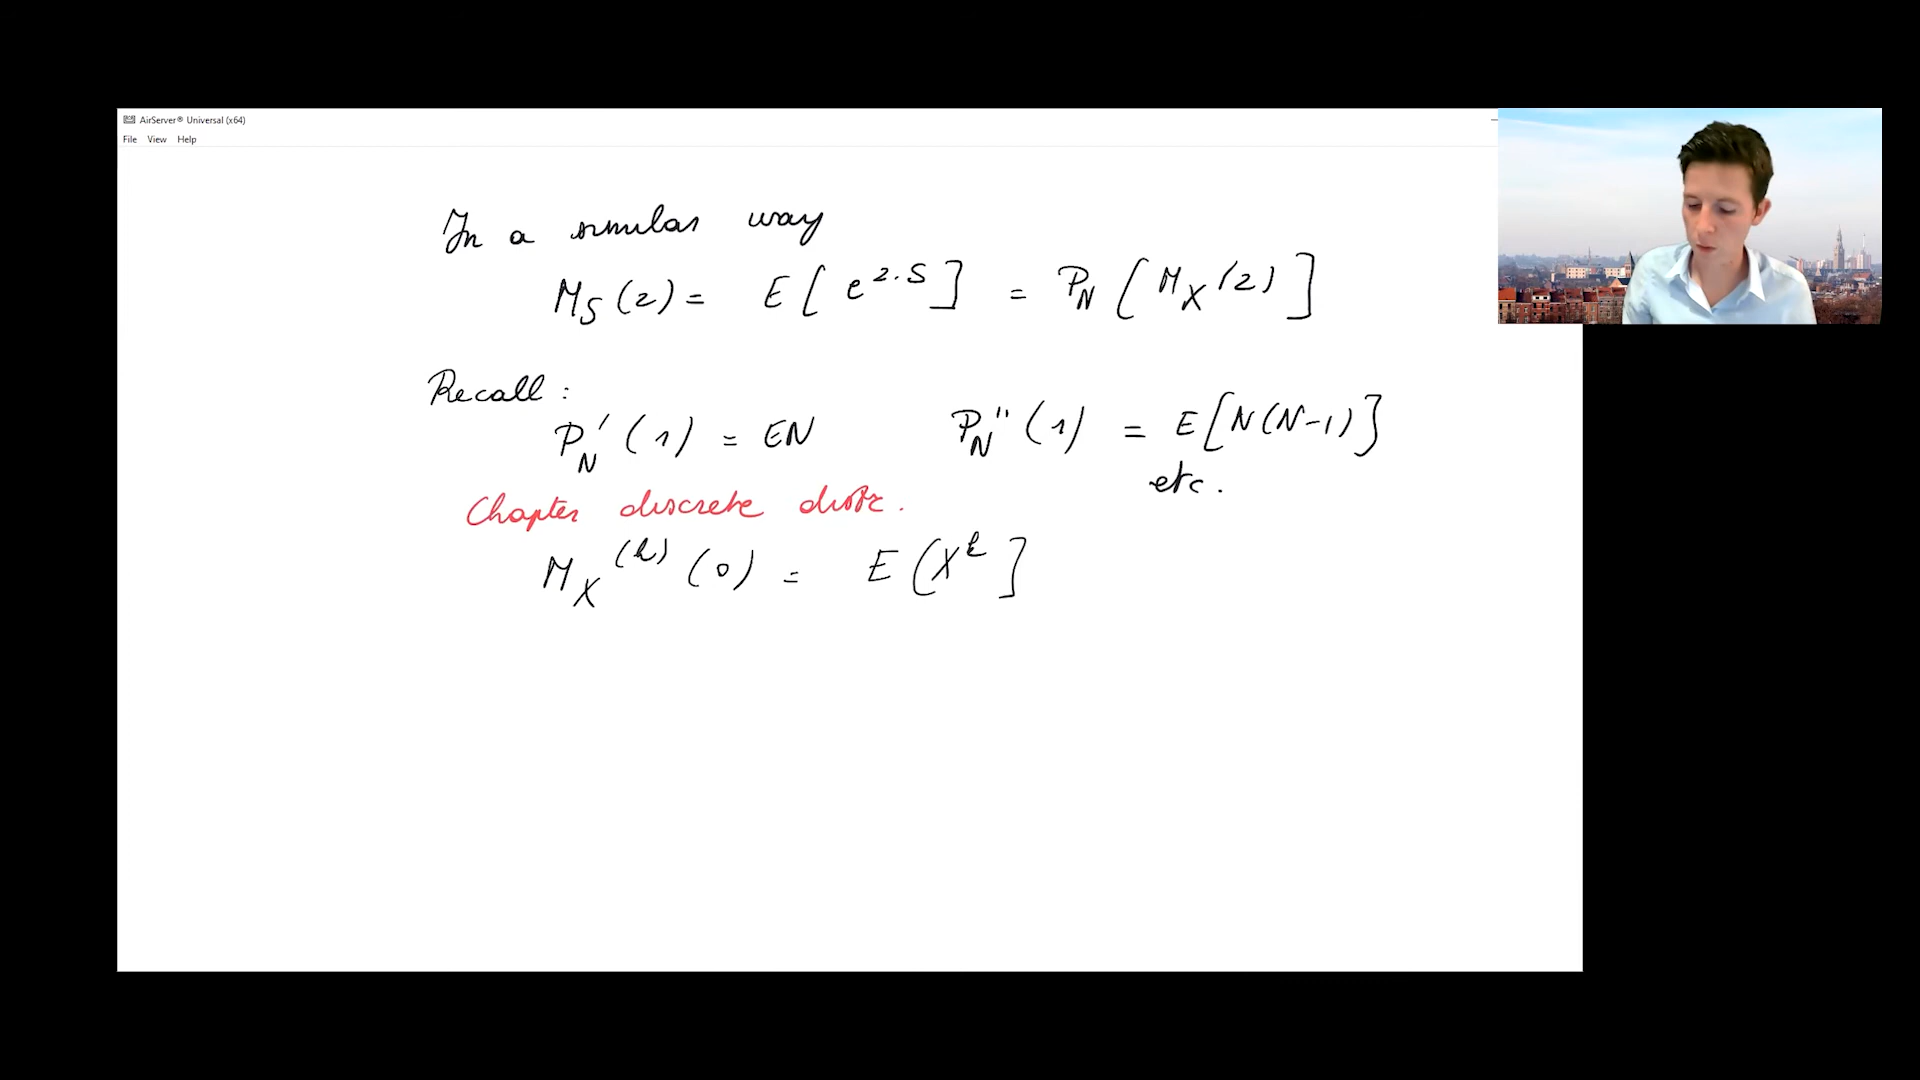 AirServer® Universal (x64)
File View Help
In a similar way
M_S(z) = E[e^{z·S}] = P_N[M_X(z)]
Recall:
P_N'(1) = EN P_N''(1) = E[N(N-1)]
etc.
Chapter discrete distr.
M_X^{(k)}(0) = E[X^k]